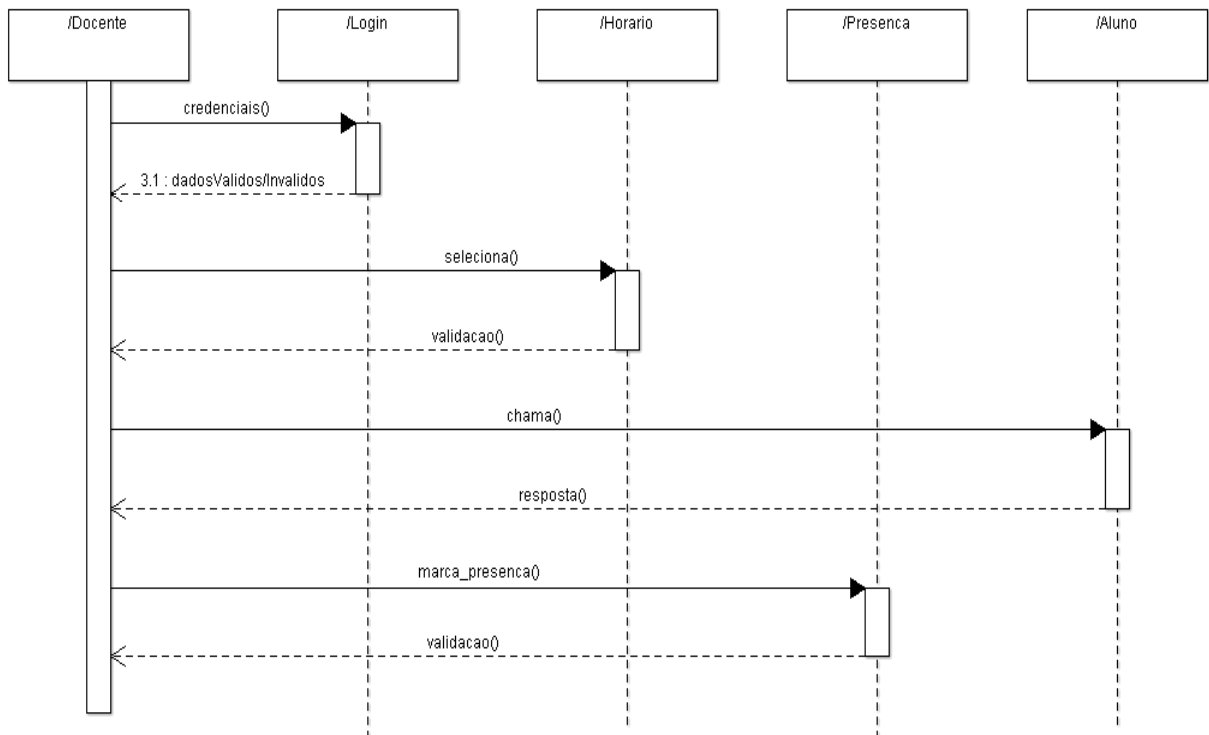 /Docente
/Login
/Horario
/Presenca
/Aluno
credenciais()
3.1 : dadosValidos/Invalidos
seleciona()
validacao()
chama()
resposta()
marca_presenca()
validacao()